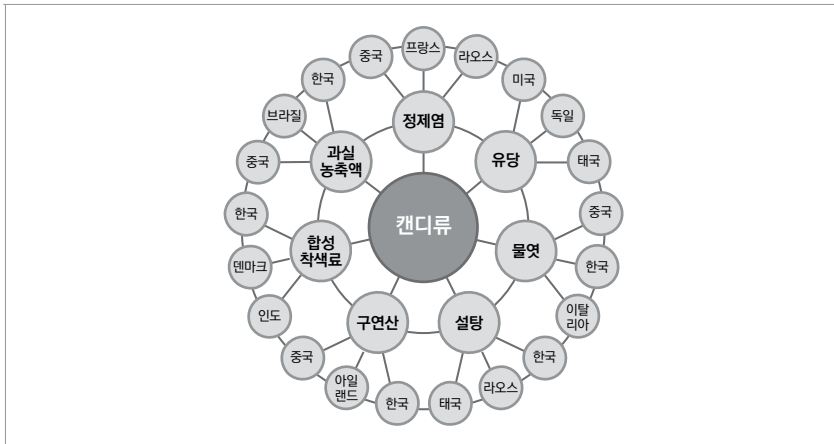 캔디류
정제염
중국
프랑스
라오스
유당
미국
독일
태국
물엿
중국
한국
이탈
리아
설탕
한국
라오스
태국
구연산
한국
아일
랜드
중국
합성
착색료
인도
덴마크
한국
과실
농축액
중국
브라질
한국